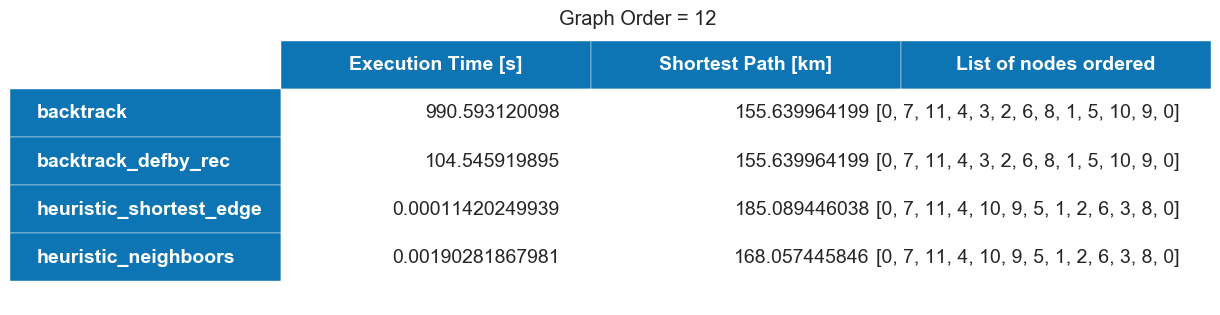 Graph Order = 12
Execution Time [s] Shortest Path [km] List of nodes ordered
backtrack 990.593120098 155.639964199 [0, 7, 11, 4, 3, 2, 6, 8, 1, 5, 10, 9, 0]
backtrack_defby_rec 104.545919895 155.639964199 [0, 7, 11, 4, 3, 2, 6, 8, 1, 5, 10, 9, 0]
heuristic_shortest_edge 0.00011420249939 185.089446038 [0, 7, 11, 4, 10, 9, 5, 1, 2, 6, 3, 8, 0]
heuristic_neighboors 0.00190281867981 168.057445846 [0, 7, 11, 4, 10, 9, 5, 1, 2, 6, 3, 8, 0]